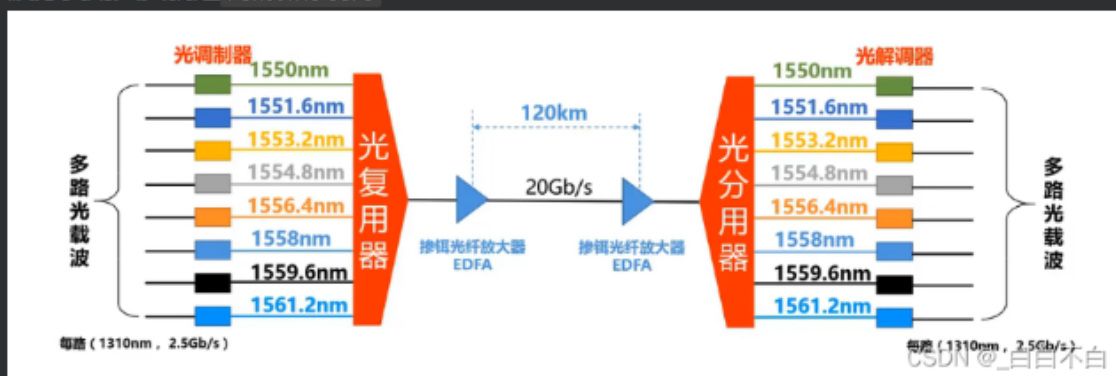 光调制器
1550nm
1551.6nm
1553.2nm
1554.8nm
1556.4nm
1558nm
1559.6nm
1561.2nm
多路光载波
每路（1310nm ，2.5Gb/s）
光复用器
120km
20Gb/s
掺铒光纤放大器
EDFA
掺铒光纤放大器
EDFA
光分用器
光解调器
1550nm
1551.6nm
1553.2nm
1554.8nm
1556.4nm
1558nm
1559.6nm
1561.2nm
多路光载波
每路（1310nm ，2.5Gb/s）
CSDN @_白白不白